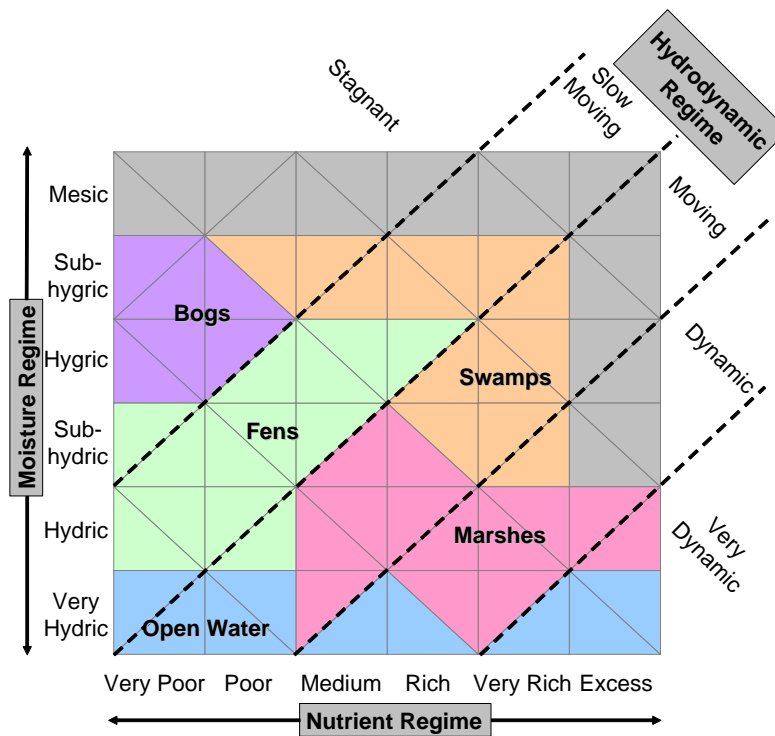 Hydrodynamic
Regime
Stagnant
Slow
Moving
Moving
Dynamic
Very
Dynamic
Moisture Regime
Mesic
Sub-
hygric
Hygric
Sub-
hydric
Hydric
Very
Hydric
Bogs
Swamps
Fens
Marshes
Open Water
Very Poor Poor Medium Rich Very Rich Excess
Nutrient Regime